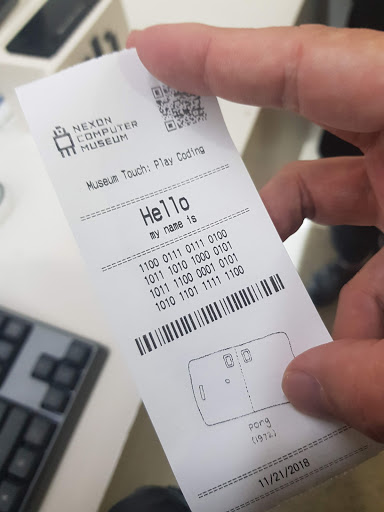 NEXON
COMPUTER
MUSEUM
Museum Touch: Play Coding
Hello
my name is
1100 0111 0111 0100
1011 1010 1000 0101
1011 1100 0001 0101
1010 1101 1111 1100
Pong
(1972)
11/21/2018